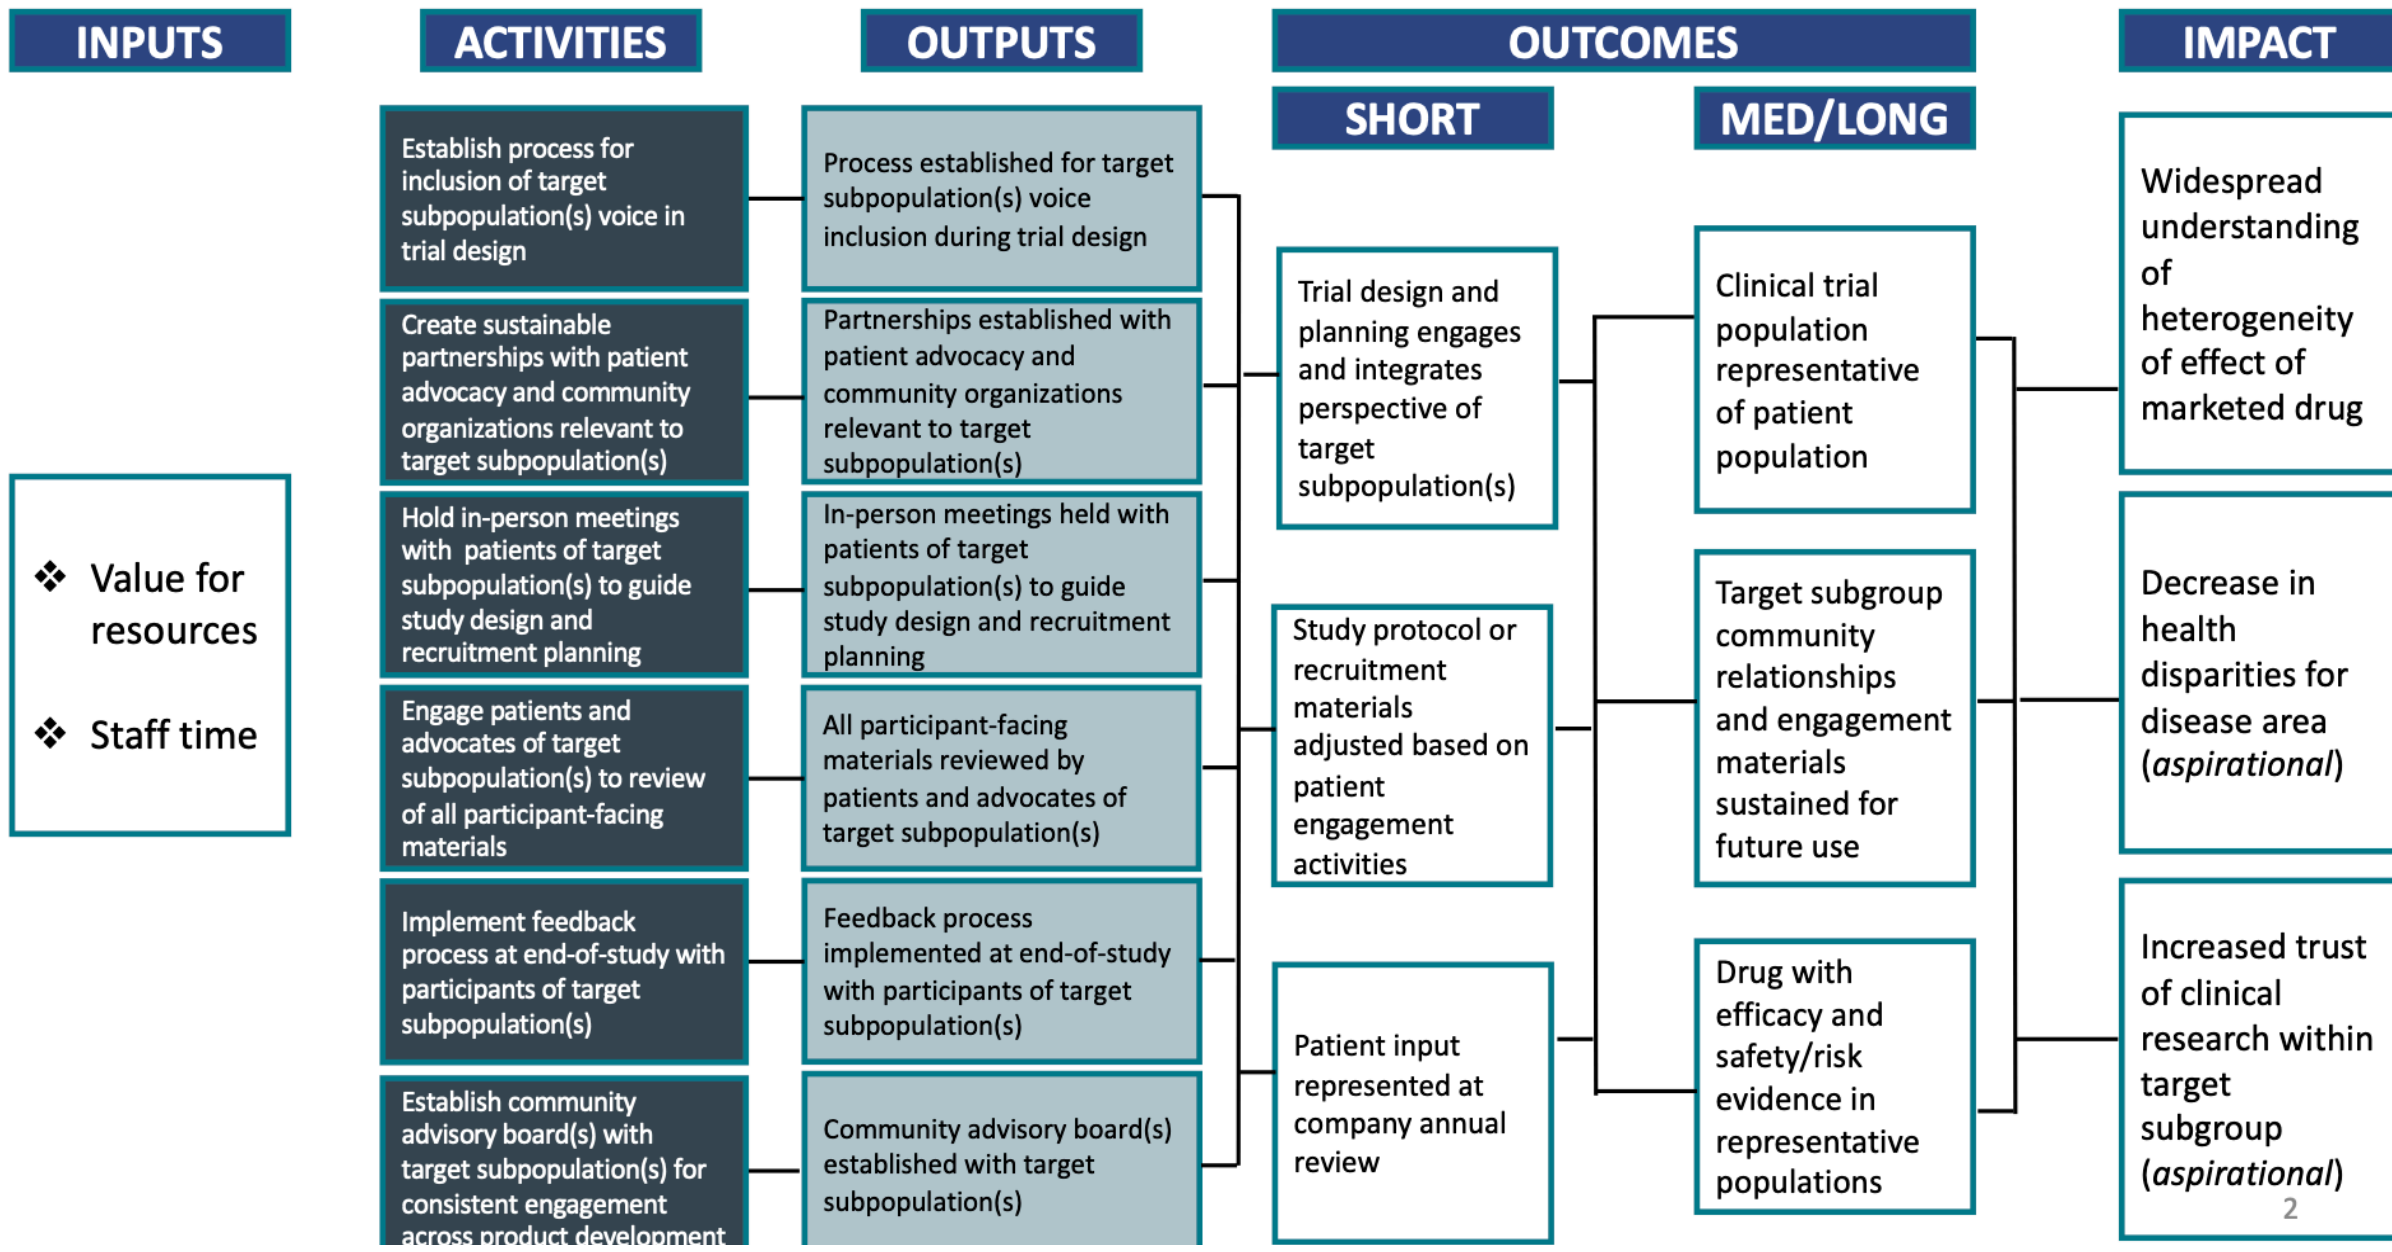 INPUTS
ACTIVITIES
OUTPUTS
OUTCOMES
IMPACT
SHORT
MED/LONG
❖ Value for
resources
❖ Staff time
Establish process for
inclusion of target
subpopulation(s) voice in
trial design
Create sustainable
partnerships with patient
advocacy and community
organizations relevant to
target subpopulation(s)
Hold in-person meetings
with  patients of target
subpopulation(s) to guide
study design and
recruitment planning
Engage patients and
advocates of target
subpopulation(s) to review
of all participant-facing
materials
Implement feedback
process at end-of-study with
participants of target
subpopulation(s)
Establish community
advisory board(s) with
target subpopulation(s) for
consistent engagement
across product development
Process established for target
subpopulation(s) voice
inclusion during trial design
Partnerships established with
patient advocacy and
community organizations
relevant to target
subpopulation(s)
In-person meetings held with
patients of target
subpopulation(s) to guide
study design and recruitment
planning
All participant-facing
materials reviewed by
patients and advocates of
target subpopulation(s)
Feedback process
implemented at end-of-study
with participants of target
subpopulation(s)
Community advisory board(s)
established with target
subpopulation(s)
Trial design and
planning engages
and integrates
perspective of
target
subpopulation(s)
Study protocol or
recruitment
materials
adjusted based on
patient
engagement
activities
Patient input
represented at
company annual
review
Clinical trial
population
representative
of patient
population
Target subgroup
community
relationships
and engagement
materials
sustained for
future use
Drug with
efficacy and
safety/risk
evidence in
representative
populations
Widespread
understanding
of
heterogeneity
of effect of
marketed drug
Decrease in
health
disparities for
disease area
(aspirational)
Increased trust
of clinical
research within
target
subgroup
(aspirational)
2